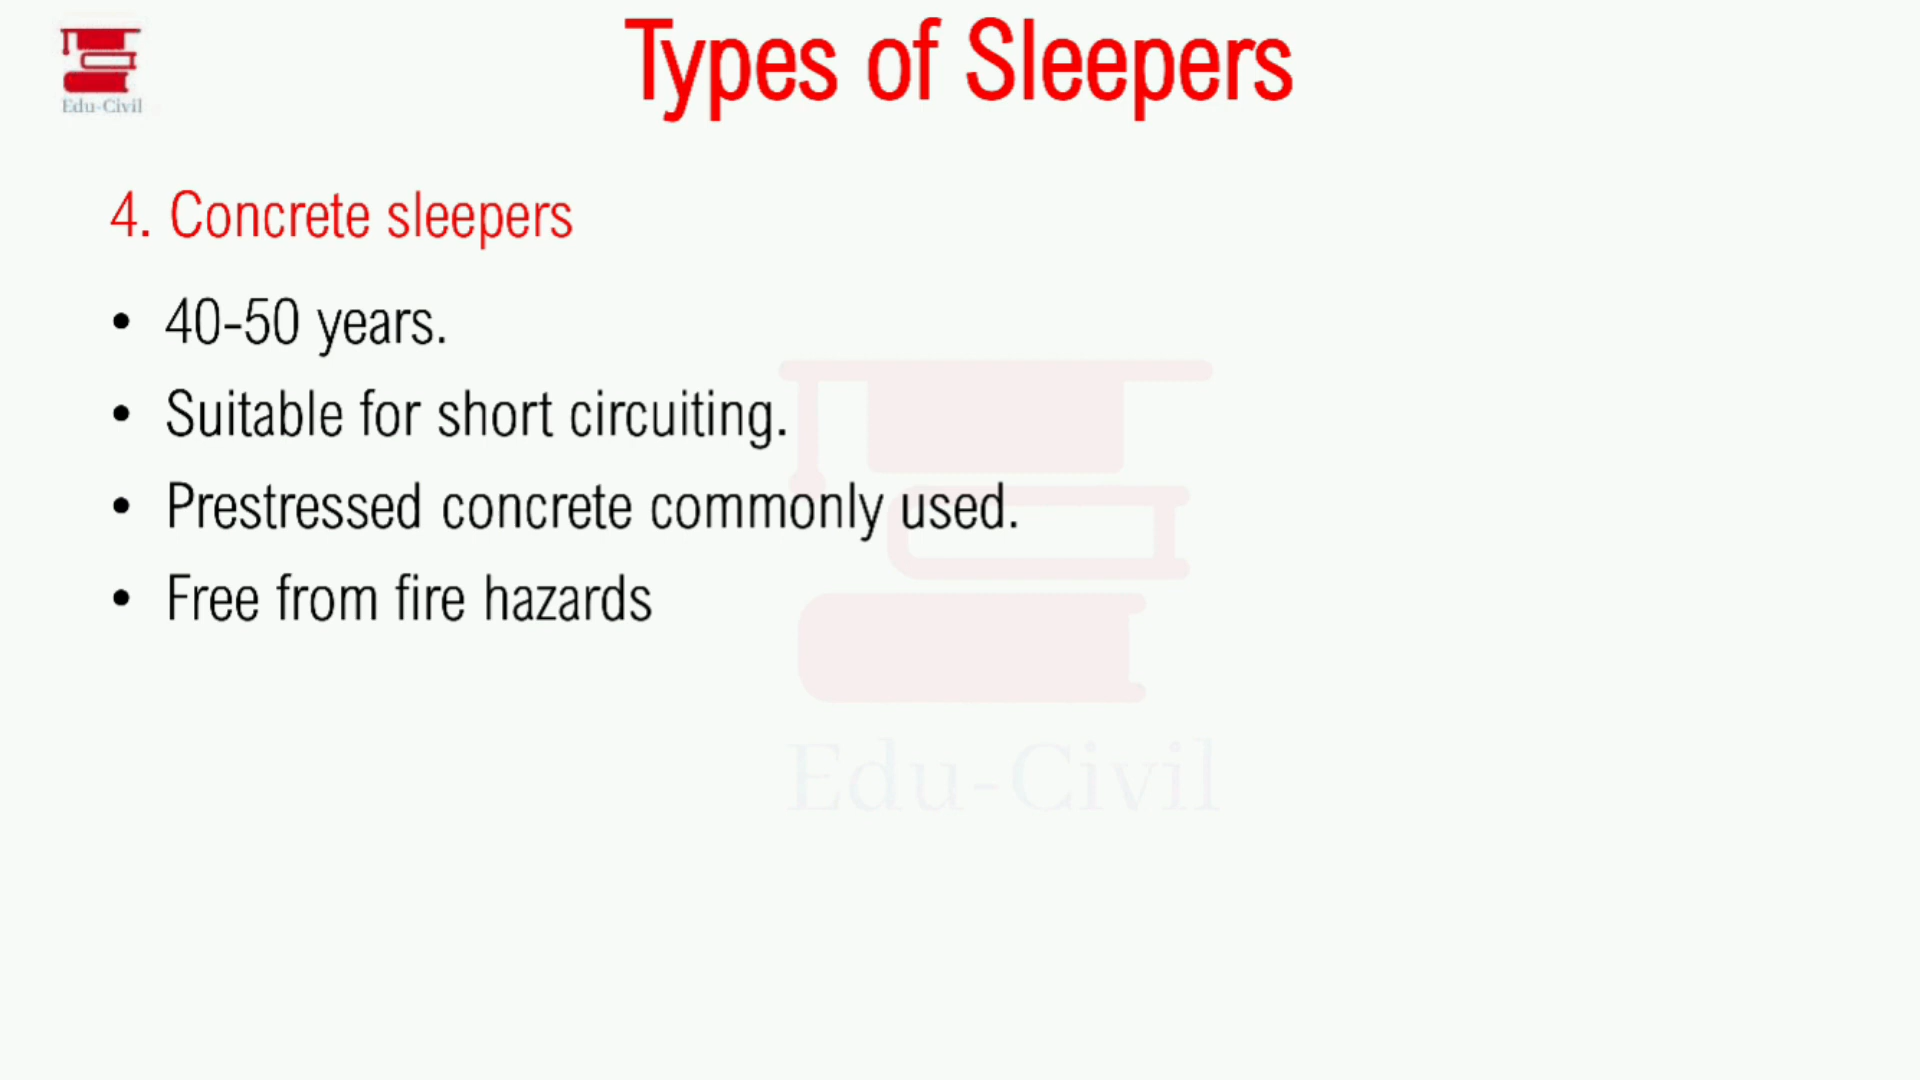 Types of Sleepers
Edu-Civil
4. Concrete sleepers
• 40-50 years.
• Suitable for short circuiting.
• Prestressed concrete commonly used.
• Free from fire hazards
Edu-Civil